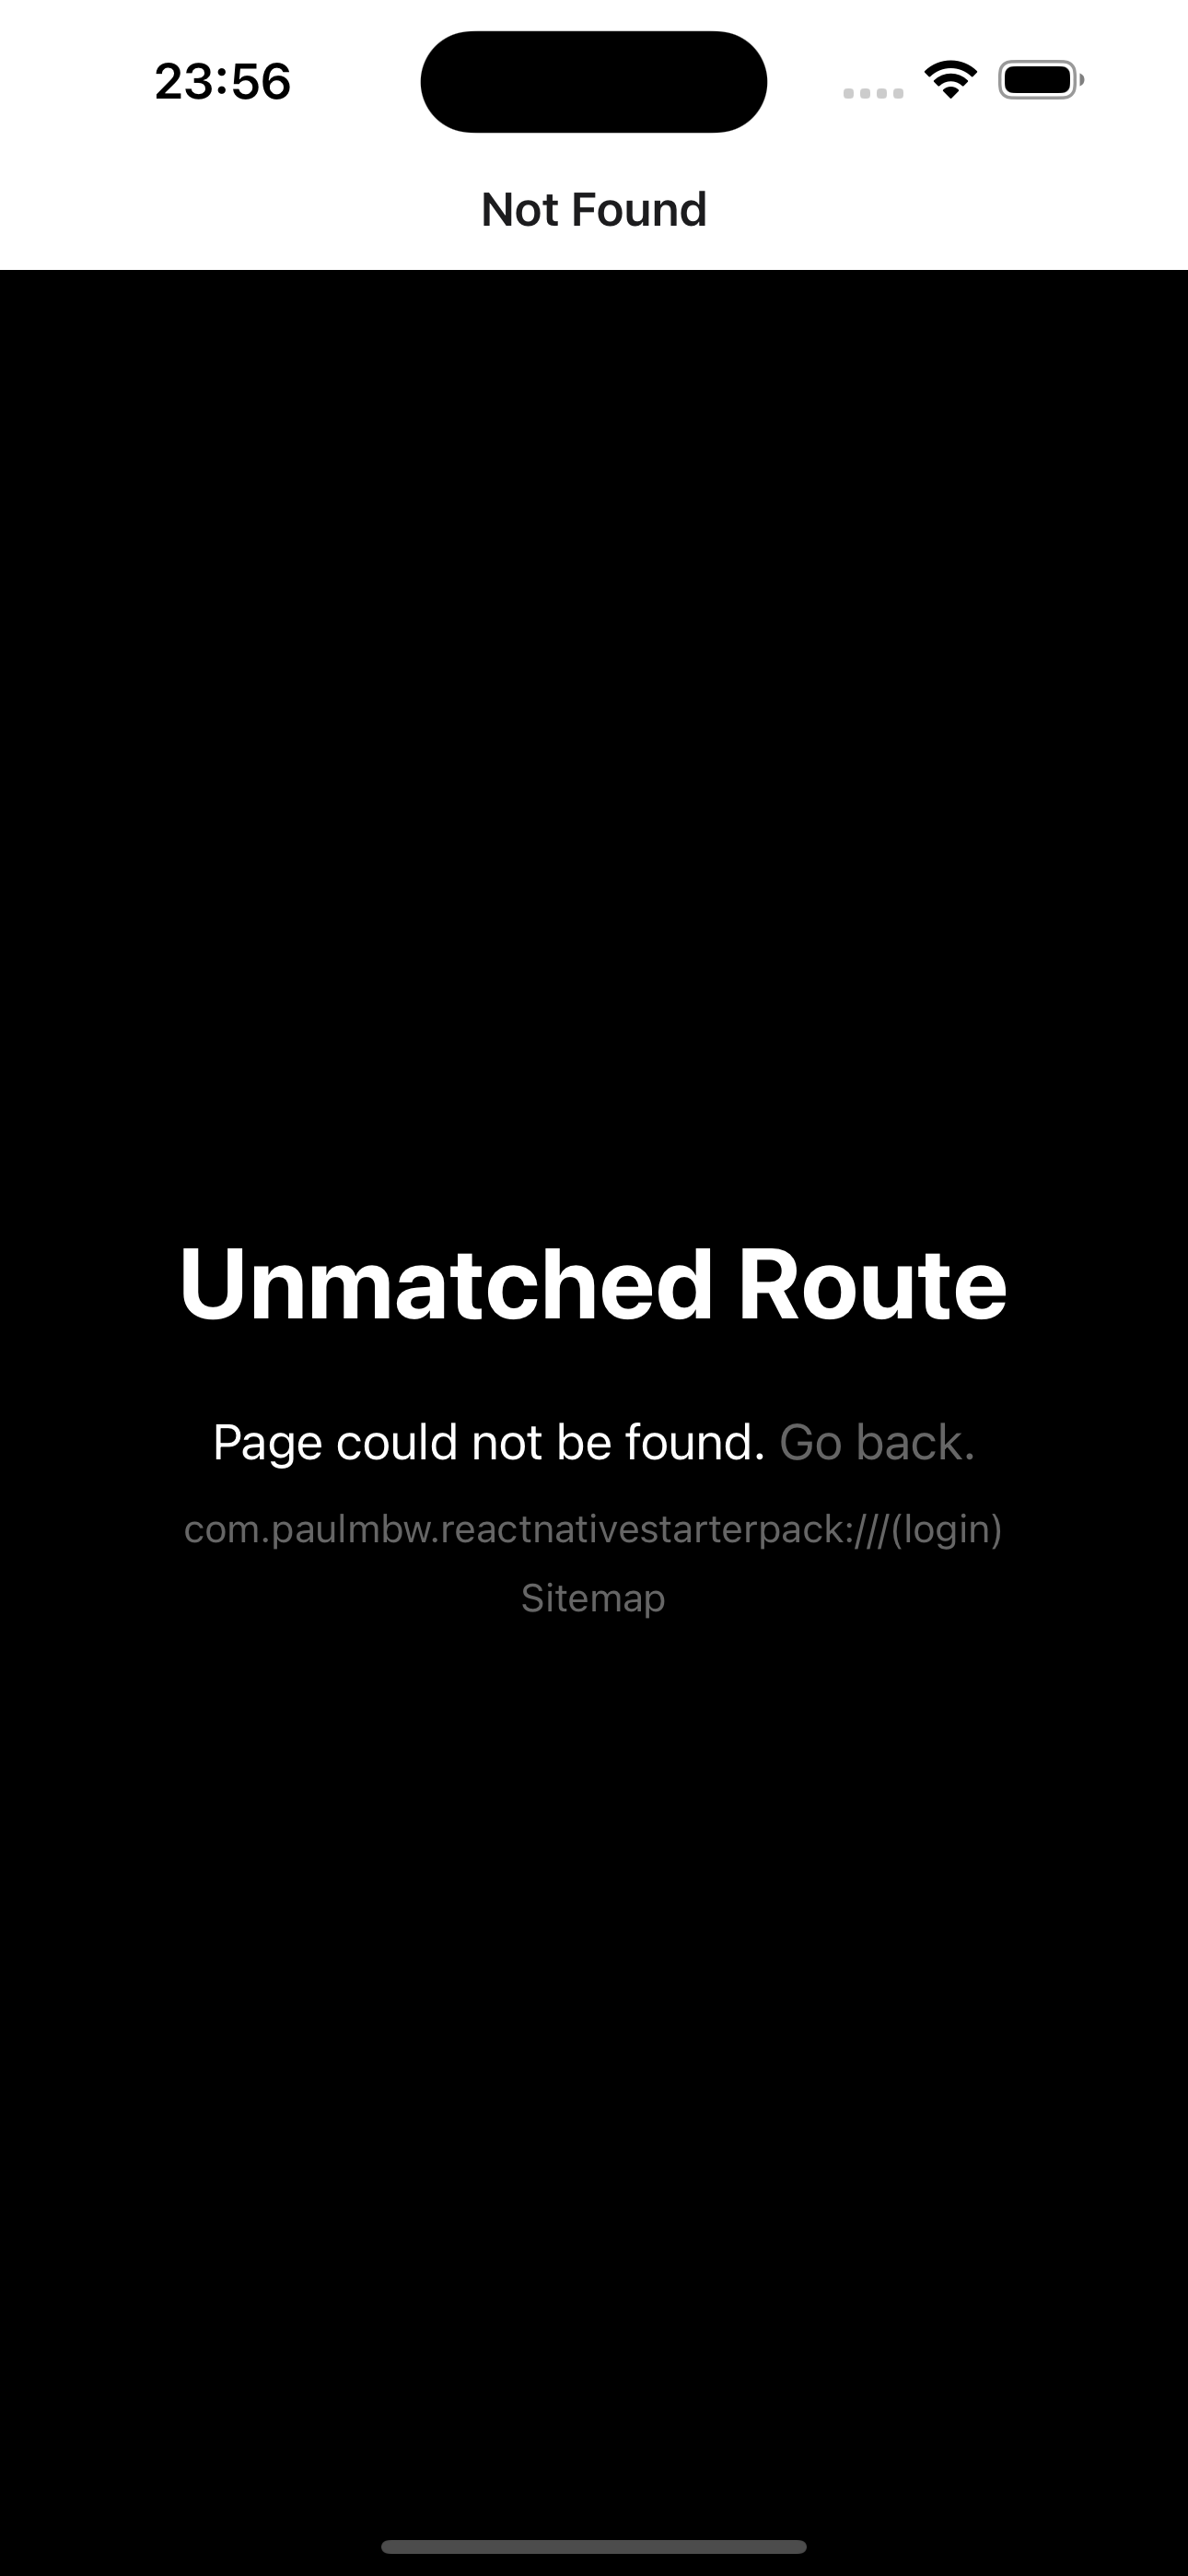 23:56
Not Found
Unmatched Route
Page could not be found. Go back.
com.paulmbw.reactnativestarterpack:///(login)
Sitemap